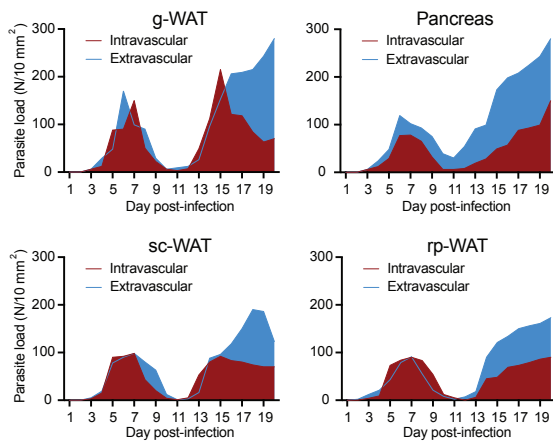 g-WAT
Parasite load (N/10 mm²)
300
200
100
0
Intravascular
Extravascular
1 3 5 7 9 11 13 15 17 19
Day post-infection
Pancreas
300
200
100
0
Intravascular
Extravascular
1 3 5 7 9 11 13 15 17 19
Day post-infection
sc-WAT
Parasite load (N/10 mm²)
300
200
100
0
Intravascular
Extravascular
1 3 5 7 9 11 13 15 17 19
Day post-infection
rp-WAT
300
200
100
0
Intravascular
Extravascular
1 3 5 7 9 11 13 15 17 19
Day post-infection